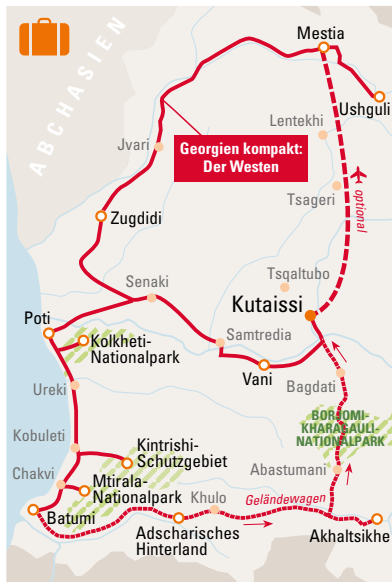 Mestia
Ushguli
ABCHASIEN
Lentekhi
Jvari
Georgien kompakt:
Der Westen
optional
Tsageri
Zugdidi
Senaki
Tsqaltubo
Kutaissi
Poti
Kolkheti-
Nationalpark
Samtredia
Vani
Ureki
Bagdati
BORJOMI-
KHARAGAULI-
NATIONALPARK
Kobuleti
Kintrishi-
Schutzgebiet
Chakvi
Mtirala-
Nationalpark
Abastumani
Khulo
Geländewagen
Batumi
Adscharisches
Hinterland
Akhaltsikhe